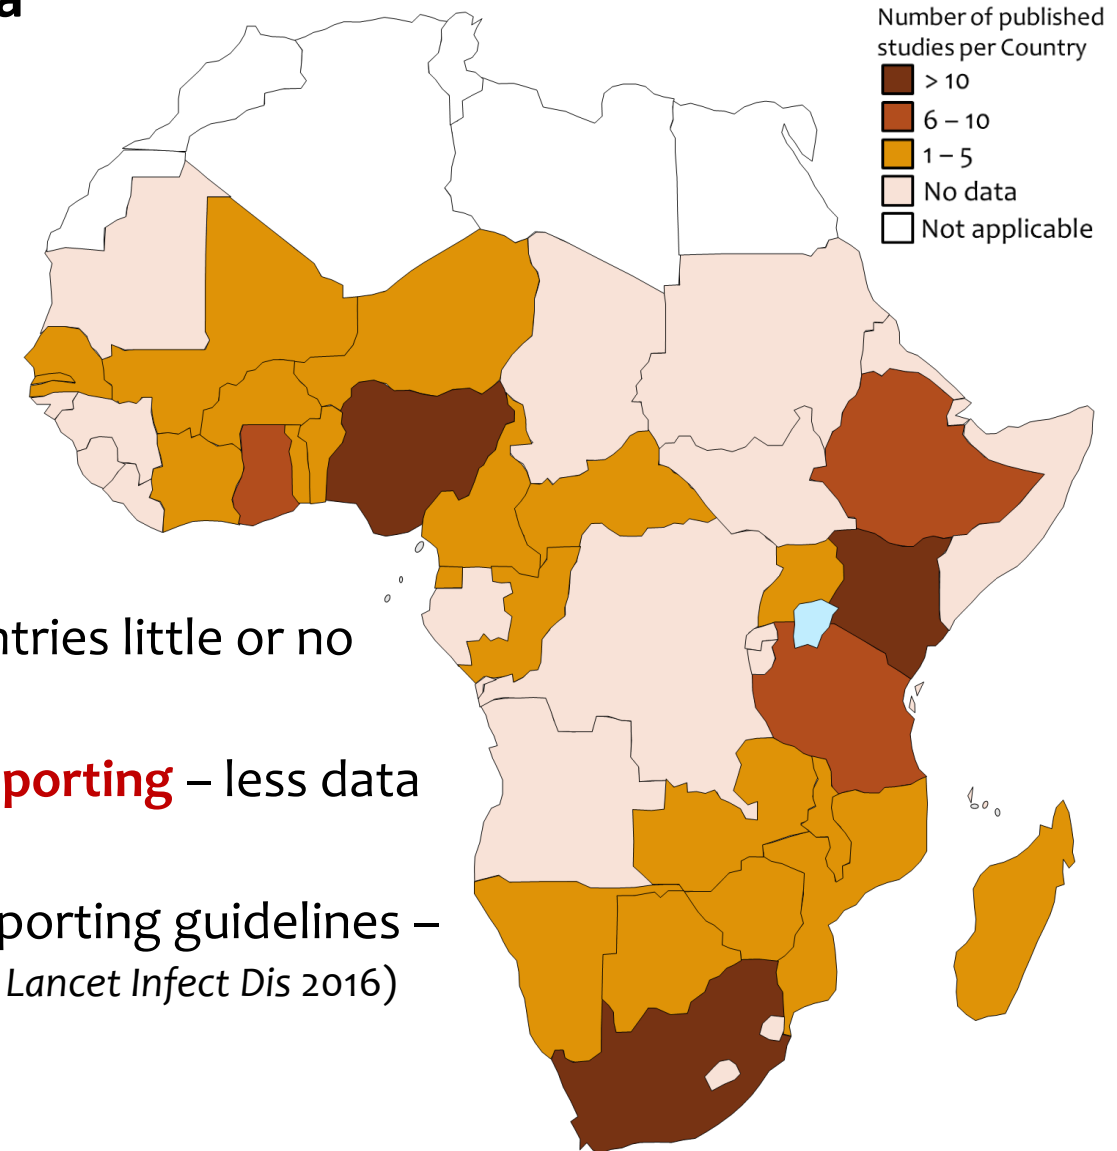 a
Number of published
studies per Country
> 10
6 – 10
1 – 5
No data
Not applicable
ntries little or no
porting – less data
porting guidelines –
Lancet Infect Dis 2016)